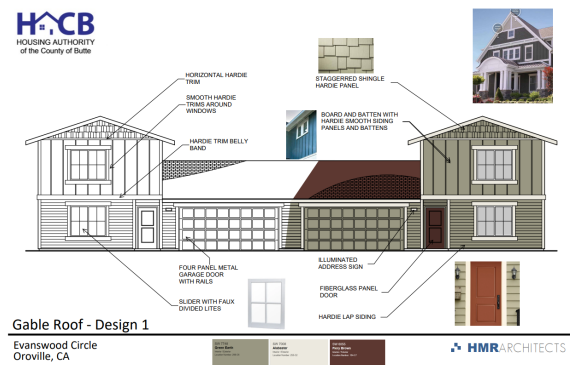 HACB
HOUSING AUTHORITY
of the County of Butte
HORIZONTAL HARDIE
TRIM
SMOOTH HARDIE
TRIMS AROUND
WINDOWS
HARDIE TRIM BELLY
BAND
STAGGERRED SHINGLE
HARDIE PANEL
BOARD AND BATTEN WITH
HARDIE SMOOTH SIDING
PANELS AND BATTENS
FOUR PANEL METAL
GARAGE DOOR
WITH RAILS
SLIDER WITH FAUX
DIVIDED LITES
ILLUMINATED
ADDRESS SIGN
FIBERGLASS PANEL
DOOR
HARDIE LAP SIDING
Gable Roof - Design 1
Evanswood Circle
Oroville, CA
Alabaster
HMRARCHITECTS